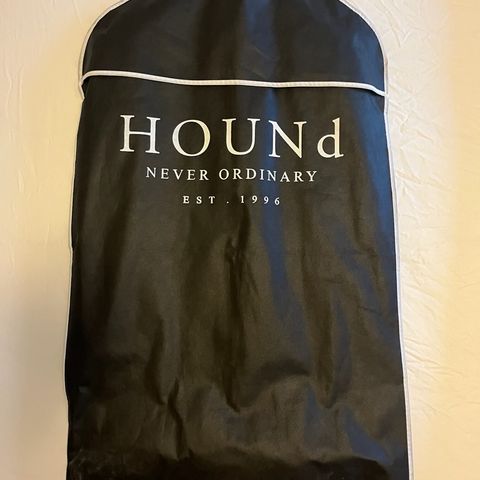 HOUNd
NEVER ORDINARY
EST . 1996